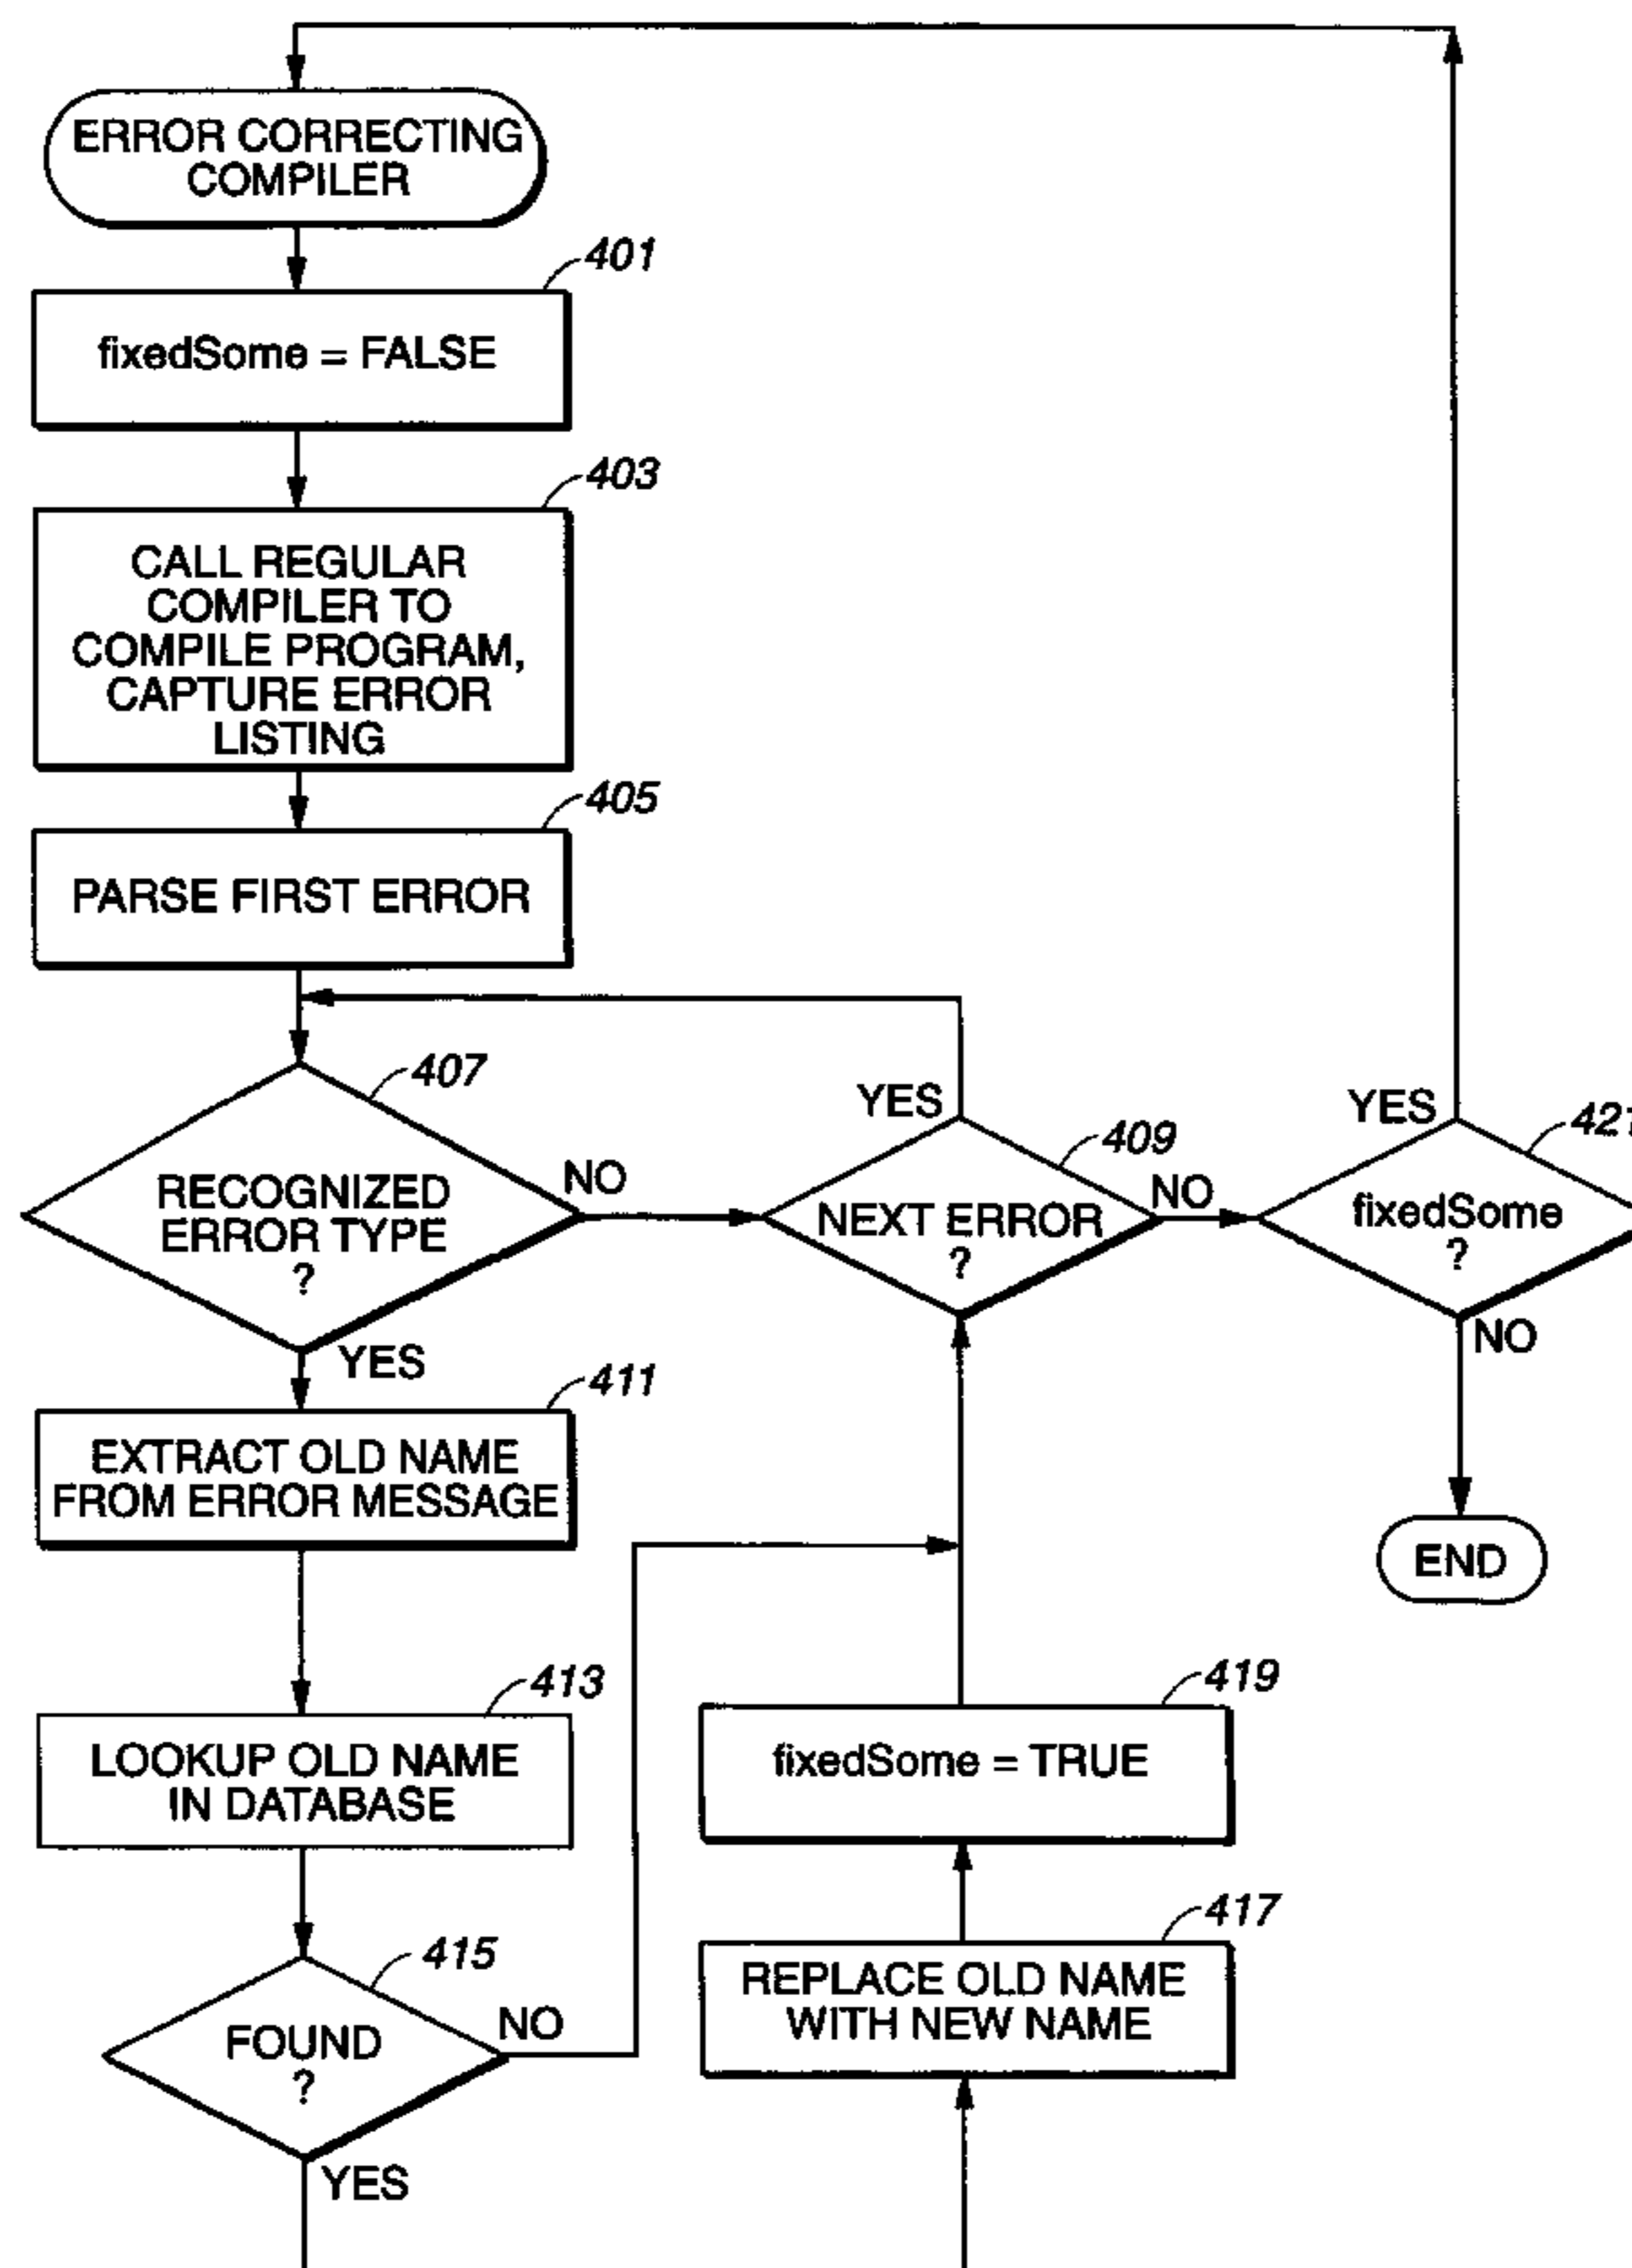 ERROR CORRECTING
COMPILER
401
fixedSome = FALSE
403
CALL REGULAR
COMPILER TO
COMPILE PROGRAM,
CAPTURE ERROR
LISTING
405
PARSE FIRST ERROR
407
RECOGNIZED
ERROR TYPE
?
NO
YES
YES
409
NEXT ERROR
?
NO
YES
421
fixedSome
?
NO
END
411
EXTRACT OLD NAME
FROM ERROR MESSAGE
413
LOOKUP OLD NAME
IN DATABASE
415
FOUND
?
NO
YES
419
fixedSome = TRUE
417
REPLACE OLD NAME
WITH NEW NAME